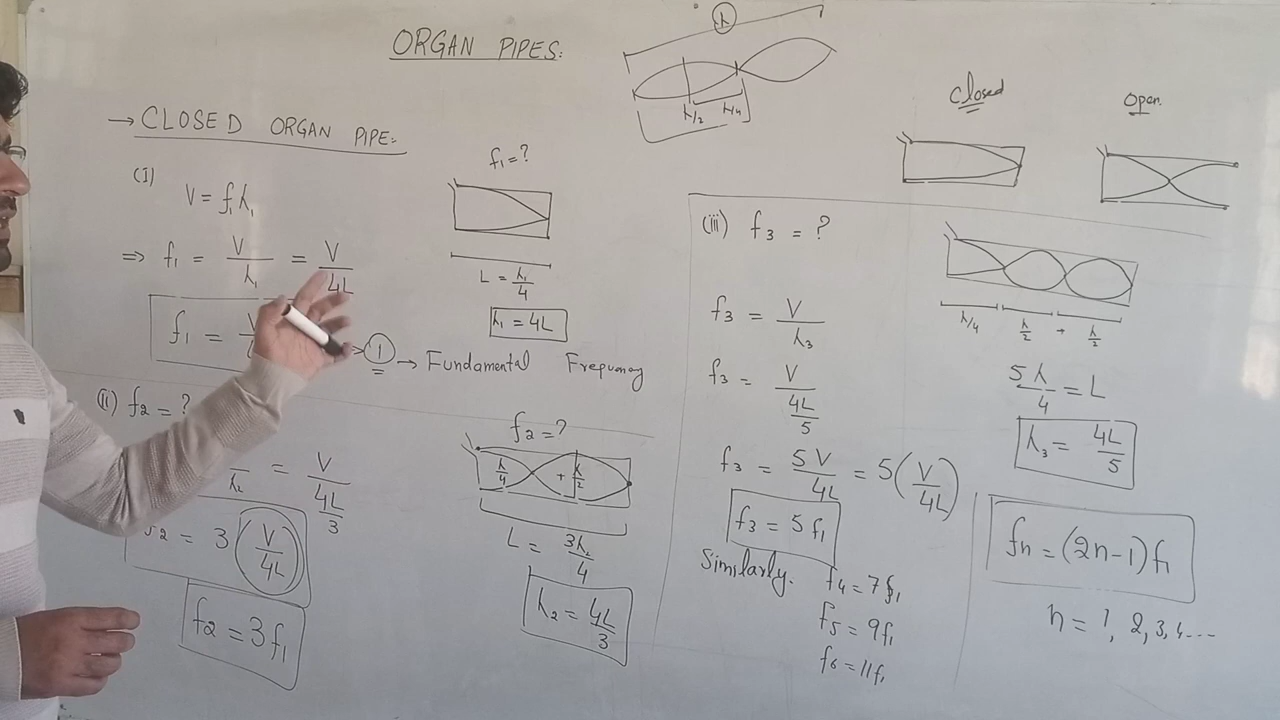 ORGAN PIPES:
λ
λ/2 λ/4
→ CLOSED ORGAN PIPE:
(I)
V = f₁λ₁
⇒ f₁ = V/λ₁ = V/4L
f₁ = V
→ ① → Fundamental Frequency
f₁ = ?
L = λ₁/4
λ₁ = 4L
(ii) f₂ = ?
λ₂ = V/(4L/3)
f₂ = 3 (V/4L)
f₂ = 3f₁
f₂ = ?
λ/4 + λ/2
L = 3λ₂/4
λ₂ = 4L/3
Closed
Open
(iii) f₃ = ?
f₃ = V/λ₃
f₃ = V/(4L/5)
f₃ = 5V/4L = 5(V/4L)
f₃ = 5f₁
Similarly.
f₄ = 7f₁
f₅ = 9f₁
f₆ = 11f₁
λ/4 λ/2 + λ/2
5λ/4 = L
λ₃ = 4L/5
fn = (2n-1)f₁
n = 1, 2, 3, 4...